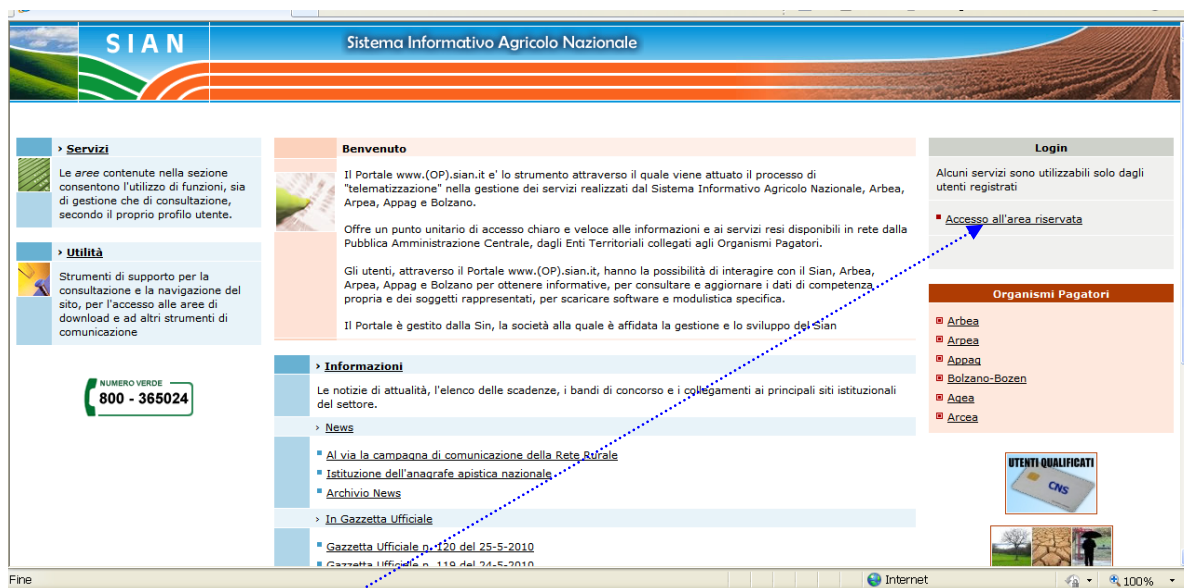 SIAN
Sistema Informativo Agricolo Nazionale
› Servizi
Le aree contenute nella sezione
consentono l'utilizzo di funzioni, sia
di gestione che di consultazione,
secondo il proprio profilo utente.
› Utilità
Strumenti di supporto per la
consultazione e la navigazione del
sito, per l'accesso alle aree di
download e ad altri strumenti di
comunicazione
NUMERO VERDE
800 - 365024
Benvenuto
Il Portale www.(OP).sian.it e' lo strumento attraverso il quale viene attuato il processo di
"telematizzazione" nella gestione dei servizi realizzati dal Sistema Informativo Agricolo Nazionale, Arbea,
Arpea, Appag e Bolzano.
Offre un punto unitario di accesso chiaro e veloce alle informazioni e ai servizi resi disponibili in rete dalla
Pubblica Amministrazione Centrale, dagli Enti Territoriali collegati agli Organismi Pagatori.
Gli utenti, attraverso il Portale www.(OP).sian.it, hanno la possibilità di interagire con il Sian, Arbea,
Arpea, Appag e Bolzano per ottenere informative, per consultare e aggiornare i dati di competenza
propria e dei soggetti rappresentati, per scaricare software e modulistica specifica.
Il Portale è gestito dalla Sin, la società alla quale è affidata la gestione e lo sviluppo del Sian
› Informazioni
Le notizie di attualità, l'elenco delle scadenze, i bandi di concorso e i collegamenti ai principali siti istituzionali
del settore.
› News
Al via la campagna di comunicazione della Rete Rurale
Istituzione dell'anagrafe apistica nazionale
Archivio News
› In Gazzetta Ufficiale
Gazzetta Ufficiale n. 120 del 25-5-2010
Gazzetta Ufficiale n. 119 del 24-5-2010
Login
Alcuni servizi sono utilizzabili solo dagli
utenti registrati
Accesso all'area riservata
Organismi Pagatori
Arbea
Arpea
Appag
Bolzano-Bozen
Agea
Arcea
UTENTI QUALIFICATI
CNS
Fine
Internet
100%